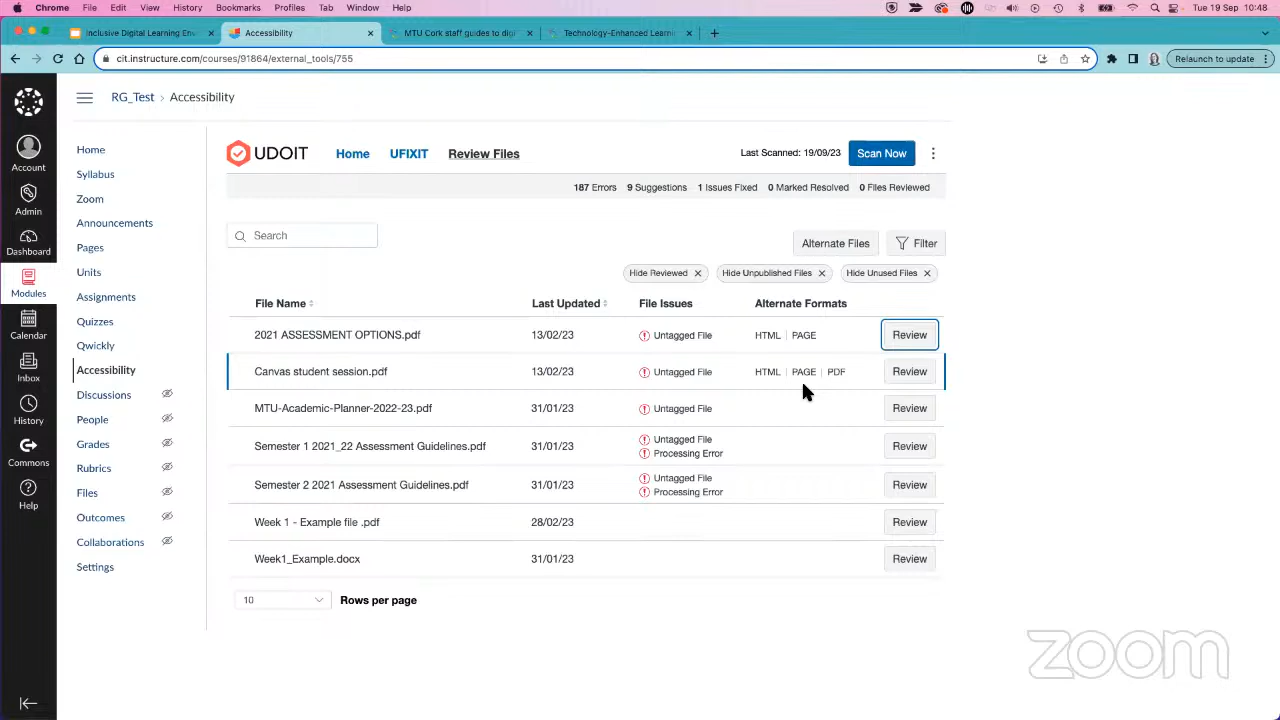 Chrome File Edit View History Bookmarks Profiles Tab Window Help Tue 19 Sep 10:48
Inclusive Digital Learning En Accessibility MTU Cork staff guides to digi Technology-Enhanced Learni
cit.instructure.com/courses/91864/external_tools/755 Relaunch to update
RG_Test › Accessibility
Account
Admin
Dashboard
Modules
Calendar
Inbox
History
Commons
Help
Home
Syllabus
Zoom
Announcements
Pages
Units
Assignments
Quizzes
Qwickly
Accessibility
Discussions
People
Grades
Rubrics
Files
Outcomes
Collaborations
Settings
UDOIT Home UFIXIT Review Files Last Scanned: 19/09/23 Scan Now
187 Errors 9 Suggestions 1 Issues Fixed 0 Marked Resolved 0 Files Reviewed
Search
Alternate Files Filter
Hide Reviewed Hide Unpublished Files Hide Unused Files
File Name Last Updated File Issues Alternate Formats
2021 ASSESSMENT OPTIONS.pdf 13/02/23 Untagged File HTML | PAGE Review
Canvas student session.pdf 13/02/23 Untagged File HTML | PAGE | PDF Review
MTU-Academic-Planner-2022-23.pdf 31/01/23 Untagged File Review
Semester 1 2021_22 Assessment Guidelines.pdf 31/01/23 Untagged File Review
Processing Error
Semester 2 2021 Assessment Guidelines.pdf 31/01/23 Untagged File Review
Processing Error
Week 1 - Example file .pdf 28/02/23 Review
Week1_Example.docx 31/01/23 Review
10 Rows per page
zoom